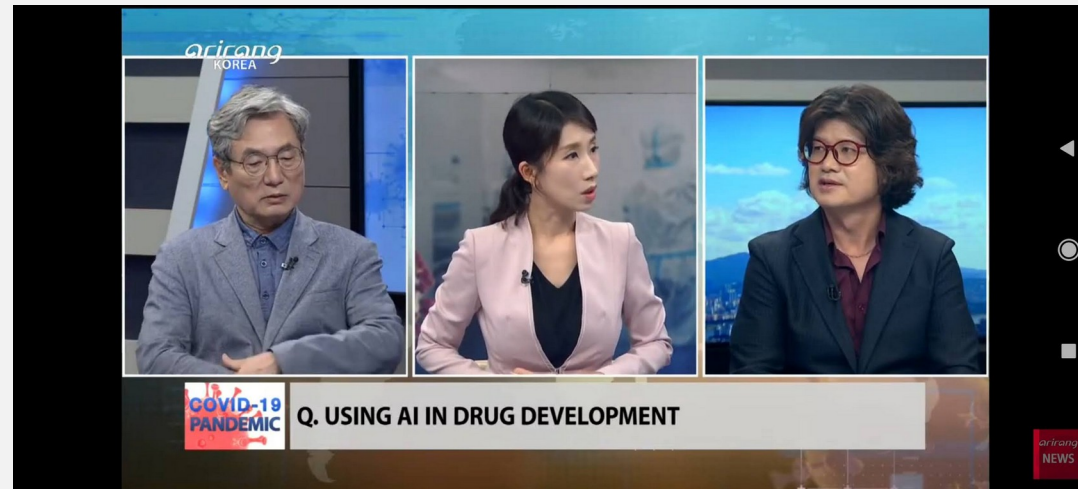 arirang
KOREA
COVID-19
PANDEMIC
Q. USING AI IN DRUG DEVELOPMENT
arirang
NEWS